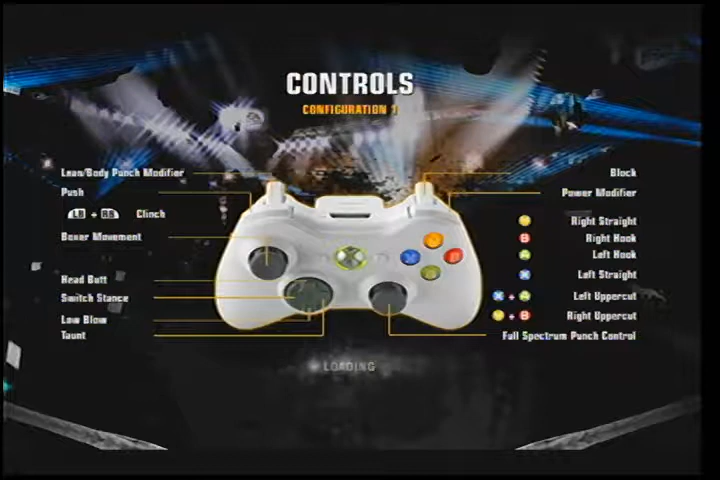 CONTROLS
CONFIGURATION 1
Lean/Body Punch Modifier
Block
Push
Power Modifier
LB + RB Clinch
Y Right Straight
Boxer Movement
B Right Hook
A Left Hook
Head Butt
X Left Straight
Switch Stance
X + A Left Uppercut
Low Blow
Y + B Right Uppercut
Taunt
Full Spectrum Punch Control
LOADING